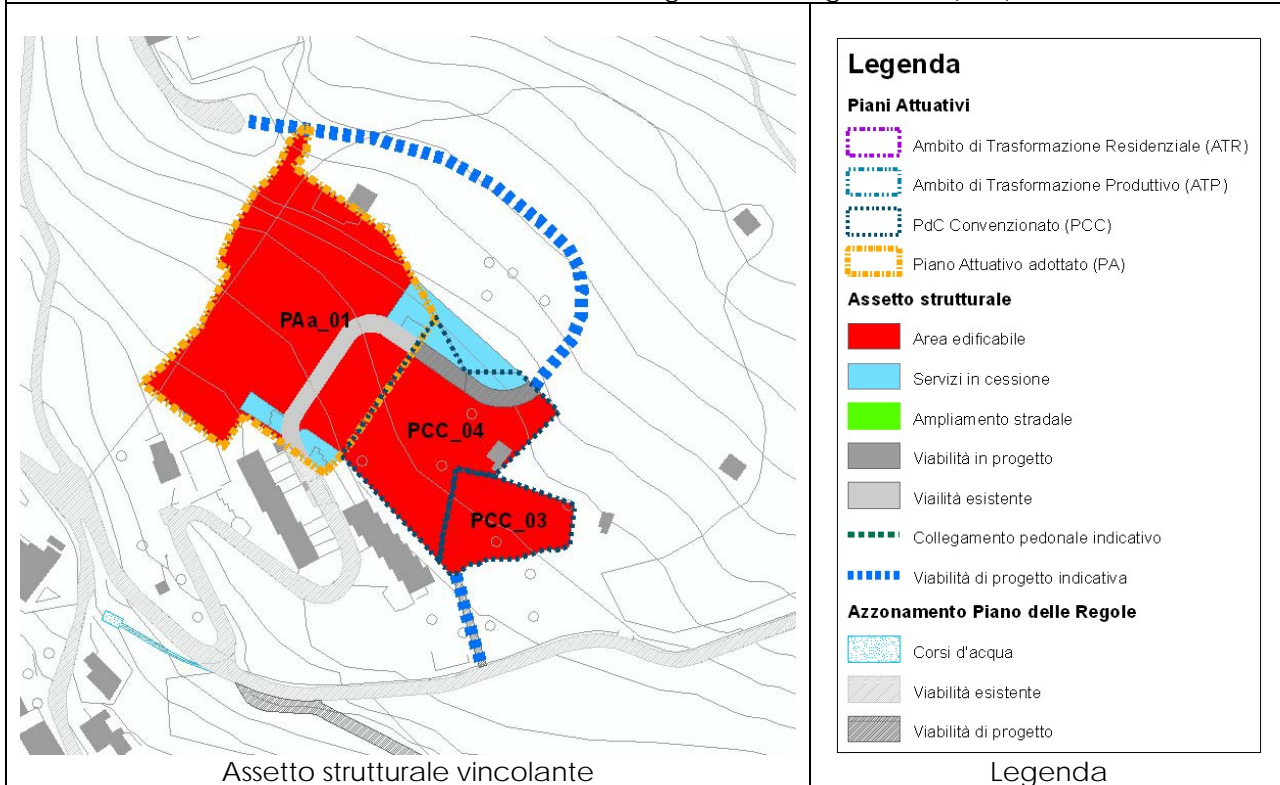 PAa_01
PCC_04
PCC_03
Assetto strutturale vincolante
Legenda
Piani Attuativi
Ambito di Trasformazione Residenziale (ATR)
Ambito di Trasformazione Produttivo (ATP)
PdC Convenzionato (PCC)
Piano Attuativo adottato (PA)
Assetto strutturale
Area edificabile
Servizi in cessione
Ampliamento stradale
Viabilità in progetto
Viailità esistente
Collegamento pedonale indicativo
Viabilità di progetto indicativa
Azzonamento Piano delle Regole
Corsi d'acqua
Viabilità esistente
Viabilità di progetto
Legenda